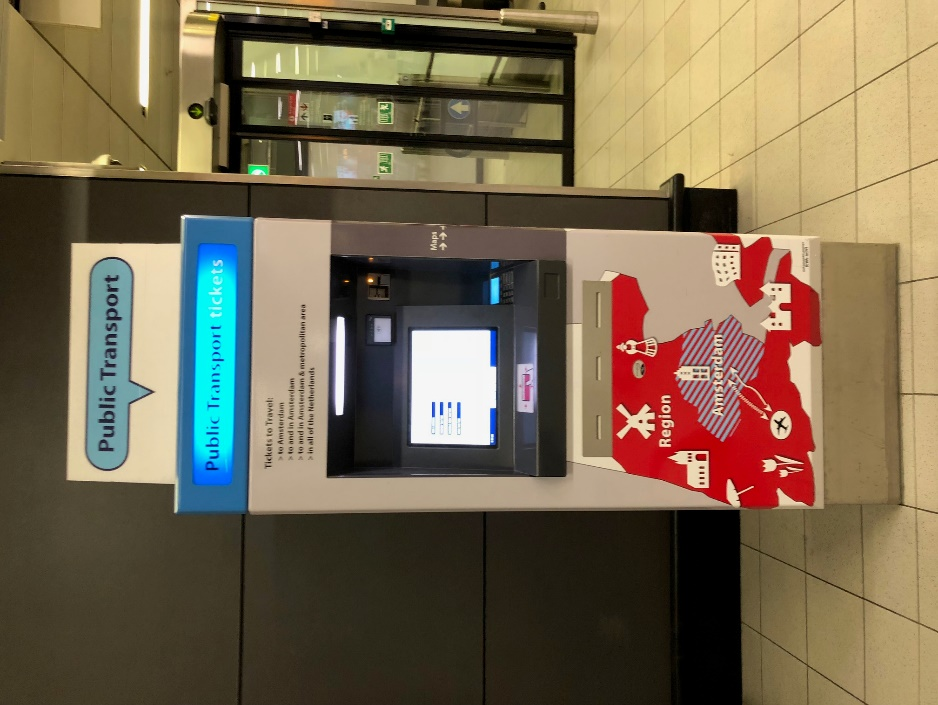 Public Transport
Public Transport tickets
Tickets to Travel:
> to Amsterdam
> to and in Amsterdam
> to and in Amsterdam & metropolitan area
> in all of the Netherlands
Maps
Region
Amsterdam